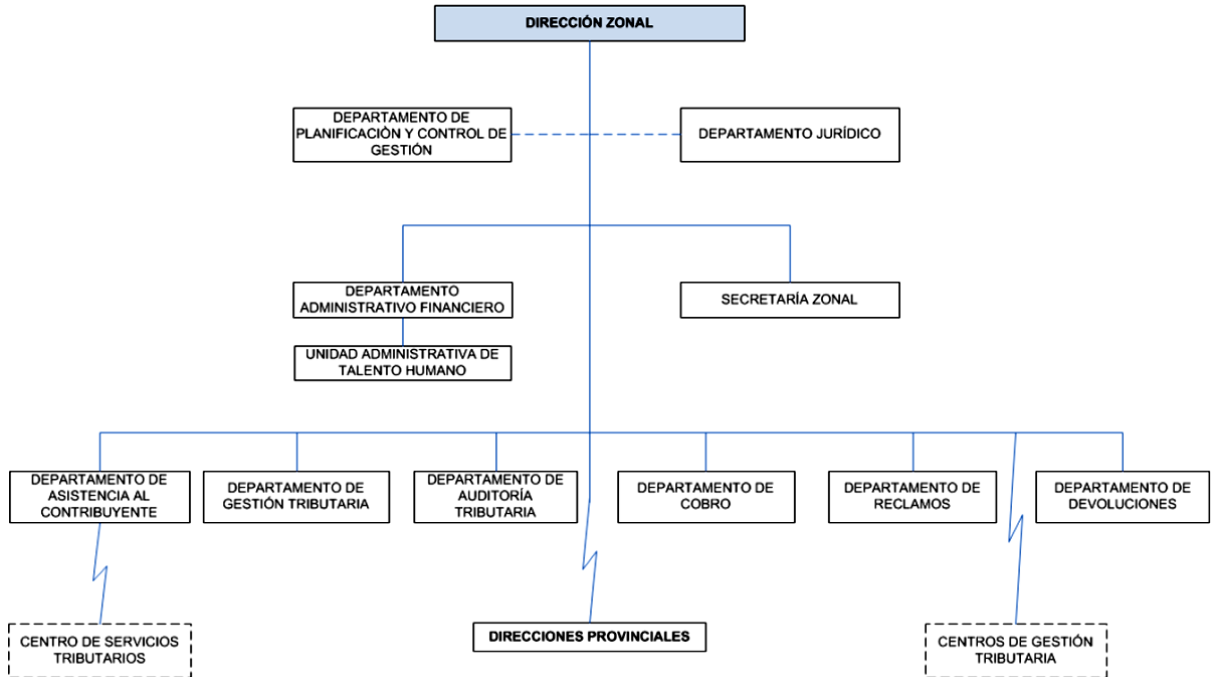 DIRECCIÓN ZONAL
DEPARTAMENTO DE
PLANIFICACIÒN Y CONTROL DE
GESTIÓN
DEPARTAMENTO JURÍDICO
DEPARTAMENTO
ADMINISTRATIVO FINANCIERO
SECRETARÍA ZONAL
UNIDAD ADMINISTRATIVA DE
TALENTO HUMANO
DEPARTAMENTO DE
ASISTENCIA AL
CONTRIBUYENTE
DEPARTAMENTO DE
GESTIÓN TRIBUTARIA
DEPARTAMENTO DE
AUDITORÍA
TRIBUTARIA
DEPARTAMENTO DE
COBRO
DEPARTAMENTO DE
RECLAMOS
DEPARTAMENTO DE
DEVOLUCIONES
CENTRO DE SERVICIOS
TRIBUTARIOS
DIRECCIONES PROVINCIALES
CENTROS DE GESTIÓN
TRIBUTARIA